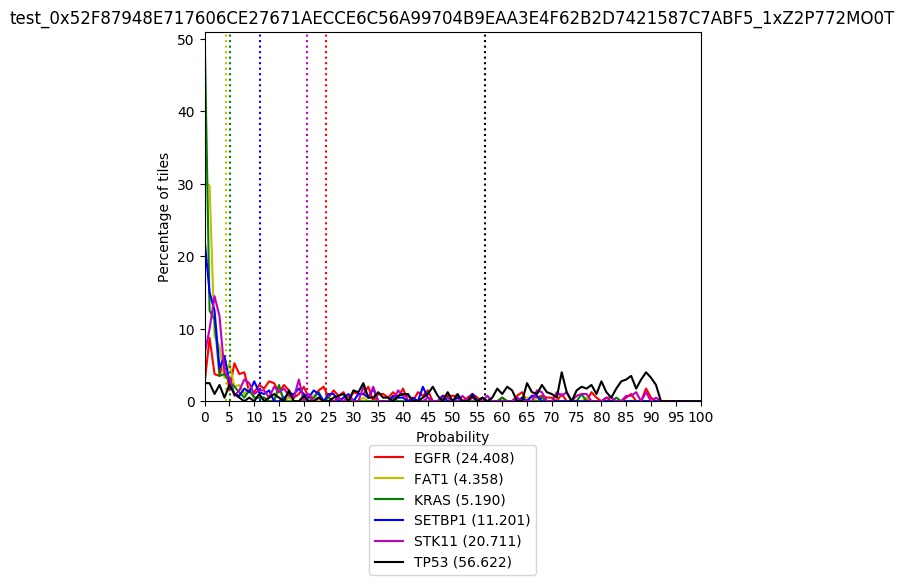 test_0x52F87948E717606CE27671AECCE6C56A99704B9EAA3E4F62B2D7421587C7ABF5_1xZ2P772MO0T
50
40
30
20
10
0
Percentage of tiles
0 5 10 15 20 25 30 35 40 45 50 55 60 65 70 75 80 85 90 95 100
Probability
EGFR (24.408)
FAT1 (4.358)
KRAS (5.190)
SETBP1 (11.201)
STK11 (20.711)
TP53 (56.622)